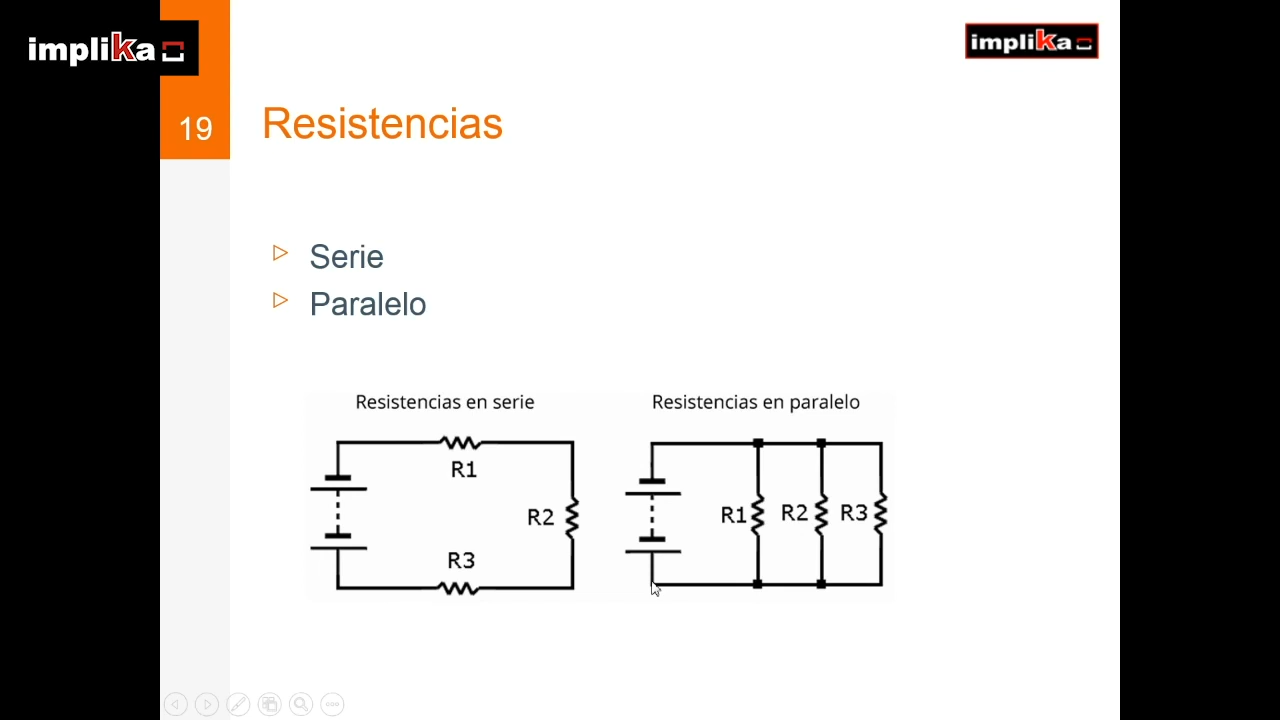 implika
implika
19
Resistencias
Serie
Paralelo
Resistencias en serie
R1
R2
R3
Resistencias en paralelo
R1
R2
R3